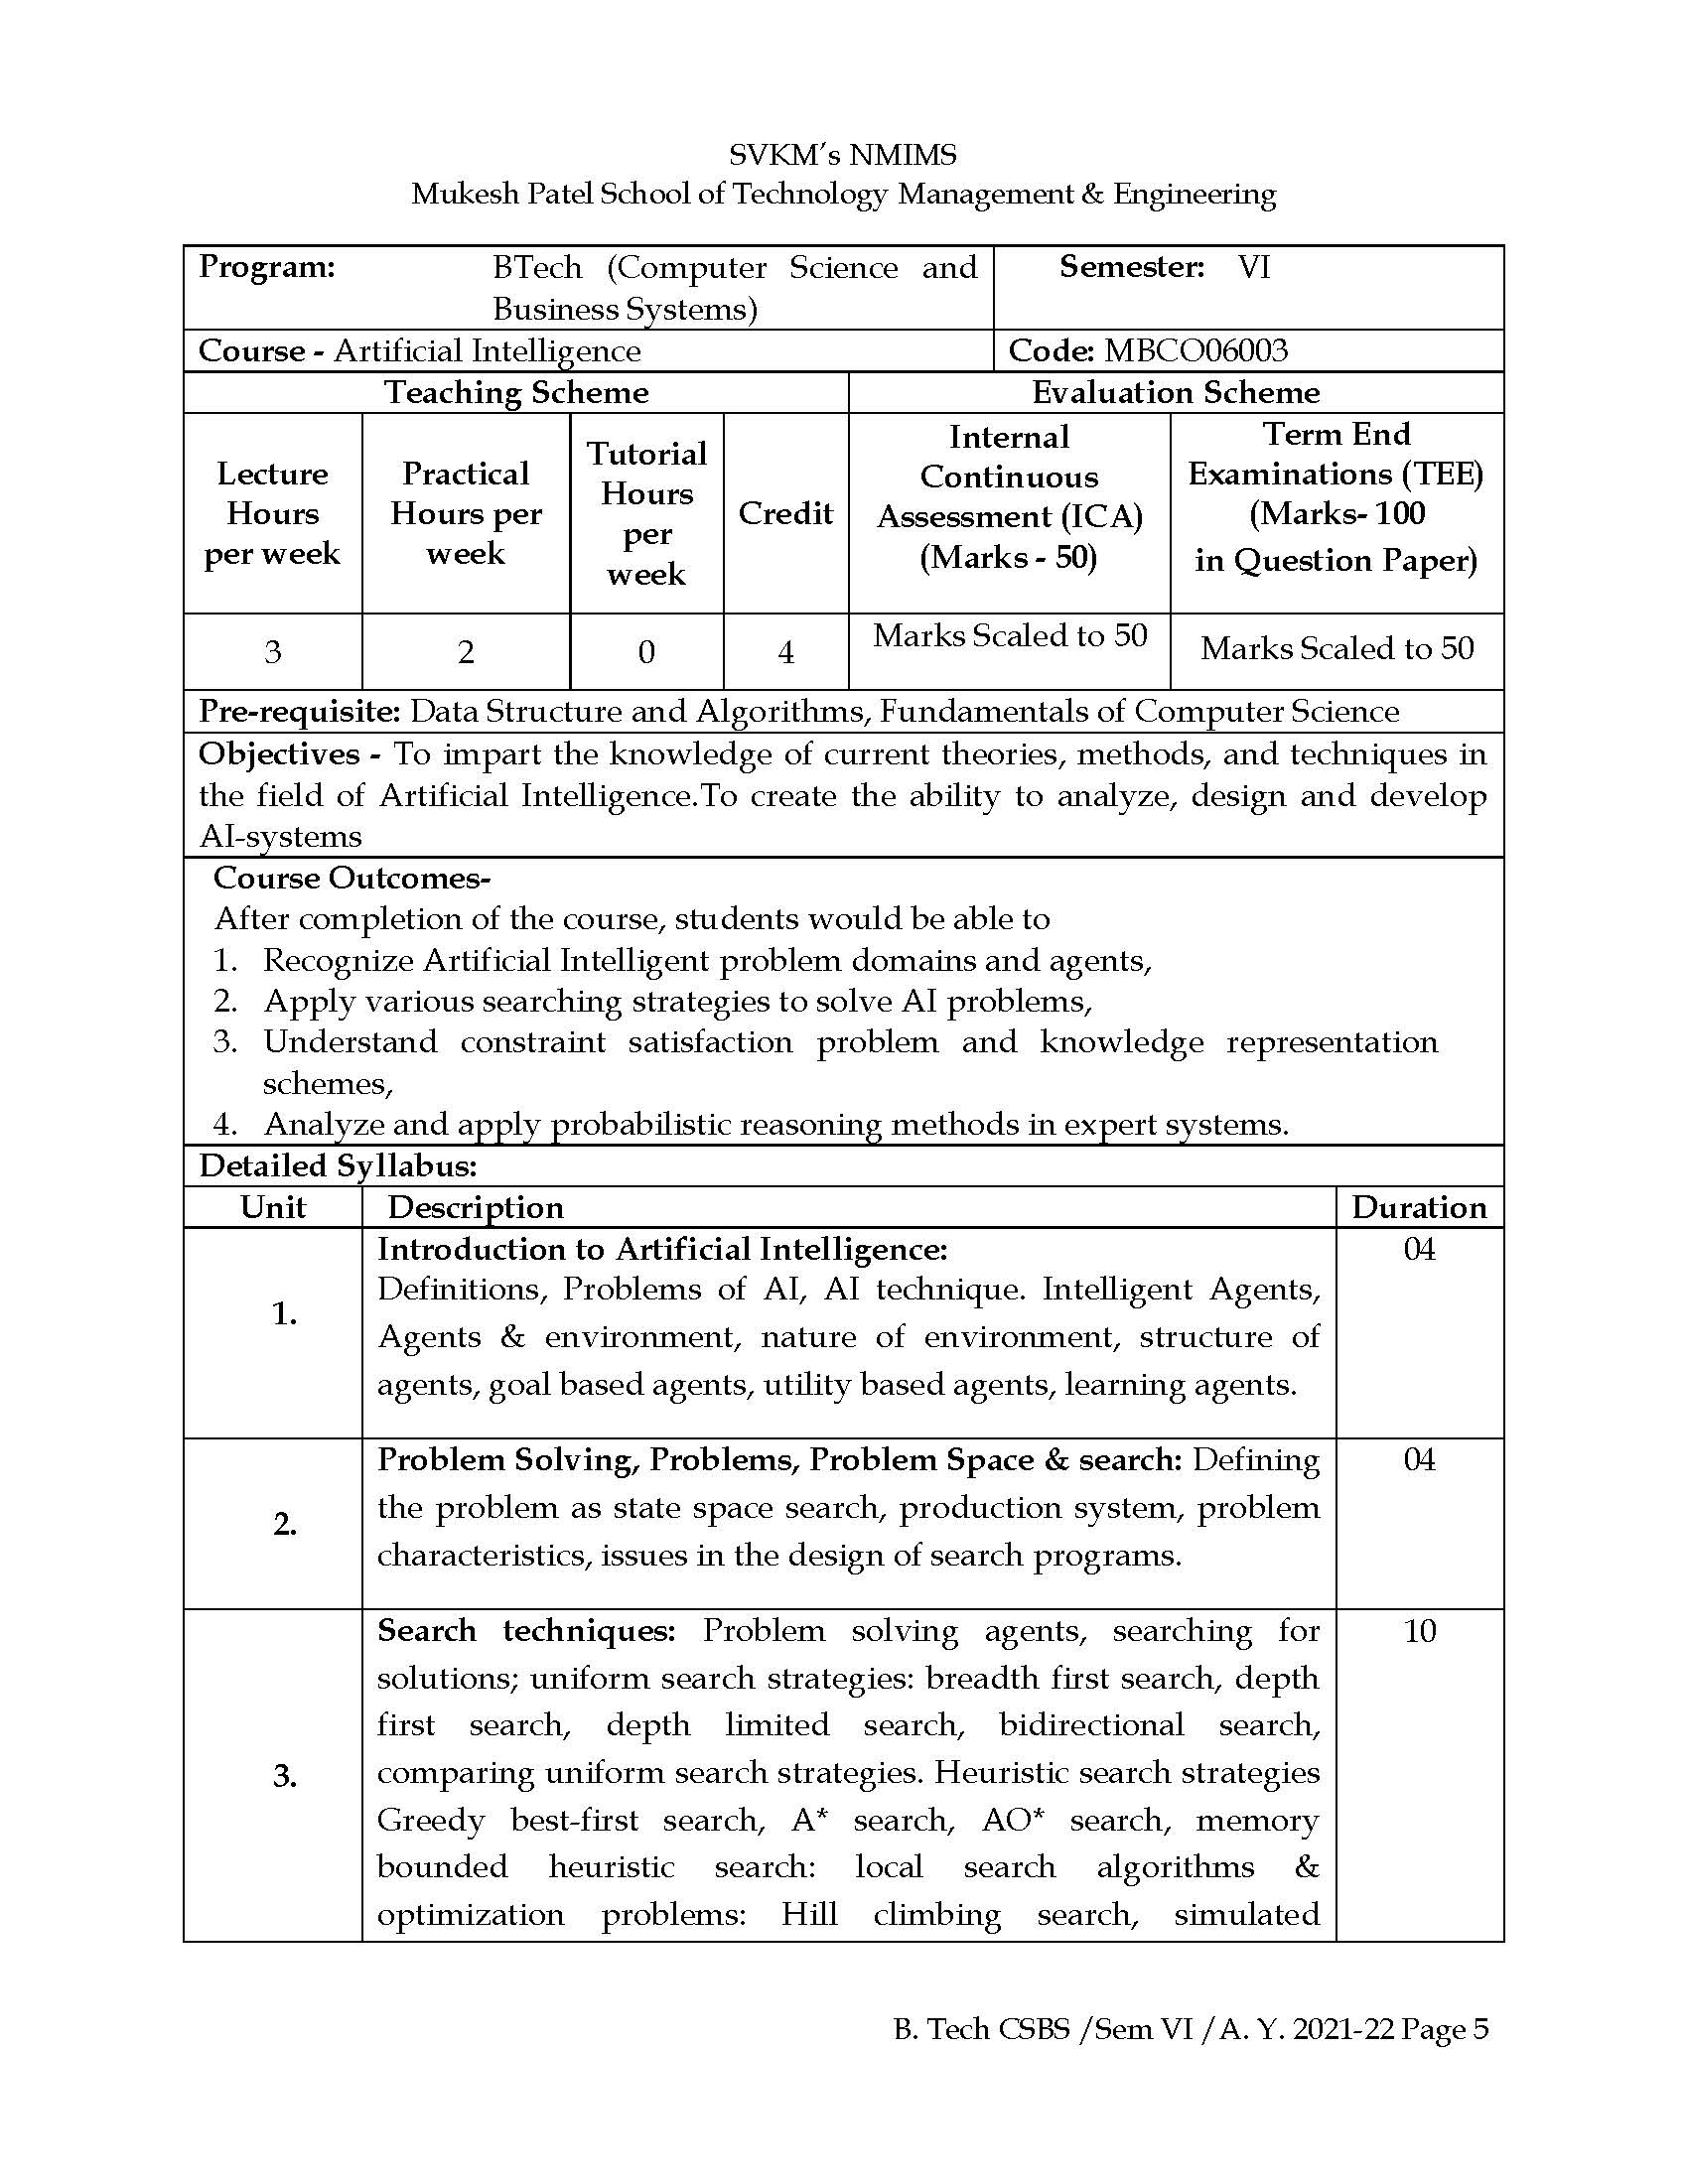 SVKM's NMIMS
Mukesh Patel School of Technology Management & Engineering
Program: BTech (Computer Science and
Business Systems)
Semester: VI
Course - Artificial Intelligence
Code: MBCO06003
Teaching Scheme
Evaluation Scheme
Lecture
Hours
per week
Practical
Hours per
week
Tutorial
Hours
per
week
Credit
Internal
Continuous
Assessment (ICA)
(Marks - 50)
Term End
Examinations (TEE)
(Marks- 100
in Question Paper)
3
2
0
4
Marks Scaled to 50
Marks Scaled to 50
Pre-requisite: Data Structure and Algorithms, Fundamentals of Computer Science
Objectives - To impart the knowledge of current theories, methods, and techniques in
the field of Artificial Intelligence.To create the ability to analyze, design and develop
AI-systems
Course Outcomes-
After completion of the course, students would be able to
1. Recognize Artificial Intelligent problem domains and agents,
2. Apply various searching strategies to solve AI problems,
3. Understand constraint satisfaction problem and knowledge representation
schemes,
4. Analyze and apply probabilistic reasoning methods in expert systems.
Detailed Syllabus:
Unit
Description
Duration
1.
Introduction to Artificial Intelligence:
Definitions, Problems of AI, AI technique. Intelligent Agents,
Agents & environment, nature of environment, structure of
agents, goal based agents, utility based agents, learning agents.
04
2.
Problem Solving, Problems, Problem Space & search: Defining
the problem as state space search, production system, problem
characteristics, issues in the design of search programs.
04
3.
Search techniques: Problem solving agents, searching for
solutions; uniform search strategies: breadth first search, depth
first search, depth limited search, bidirectional search,
comparing uniform search strategies. Heuristic search strategies
Greedy best-first search, A* search, AO* search, memory
bounded heuristic search: local search algorithms &
optimization problems: Hill climbing search, simulated
10
B. Tech CSBS /Sem VI /A. Y. 2021-22 Page 5